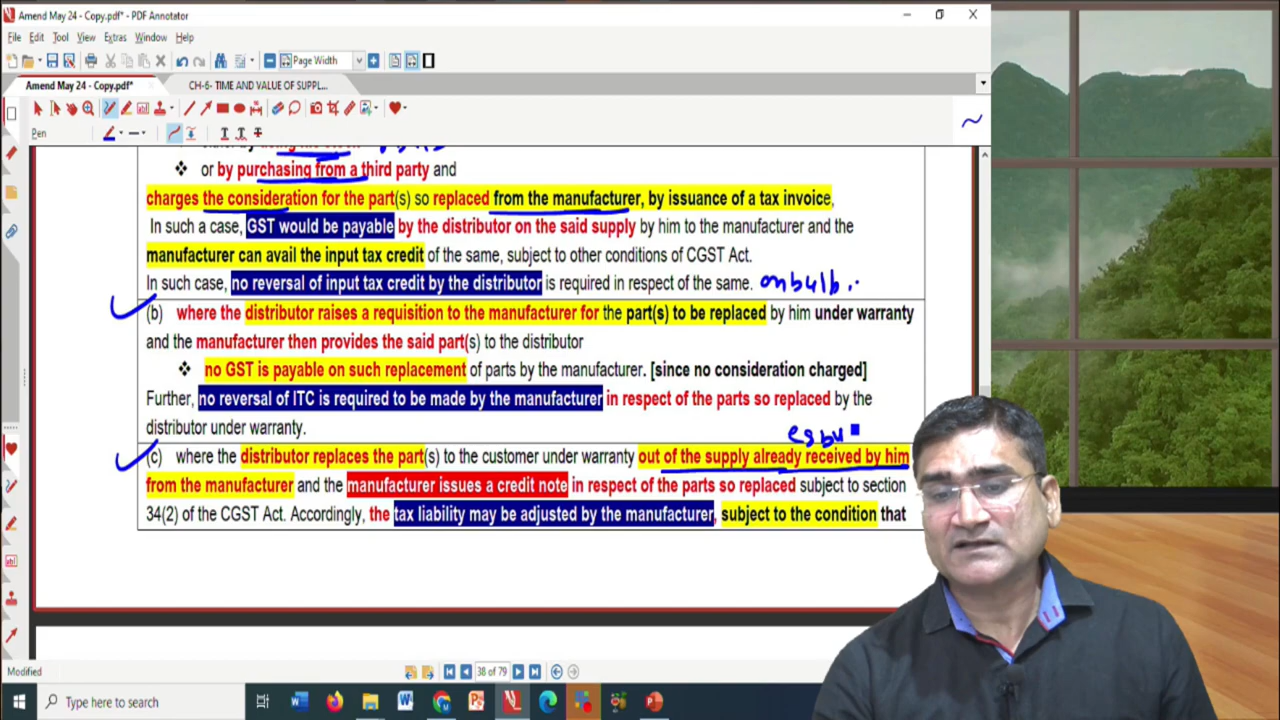 Amend May 24 - Copy.pdf* - PDF Annotator
File Edit Tool View Extras Window Help
Page Width
Amend May 24 - Copy.pdf* CH-6- TIME AND VALUE OF SUPPL...
Pen
❖ or by purchasing from a third party and
charges the consideration for the part(s) so replaced from the manufacturer, by issuance of a tax invoice,
In such a case, GST would be payable by the distributor on the said supply by him to the manufacturer and the
manufacturer can avail the input tax credit of the same, subject to other conditions of CGST Act.
In such case, no reversal of input tax credit by the distributor is required in respect of the same. on bulb.
(b) where the distributor raises a requisition to the manufacturer for the part(s) to be replaced by him under warranty
and the manufacturer then provides the said part(s) to the distributor
❖ no GST is payable on such replacement of parts by the manufacturer. [since no consideration charged]
Further, no reversal of ITC is required to be made by the manufacturer in respect of the parts so replaced by the
distributor under warranty.
(c) where the distributor replaces the part(s) to the customer under warranty out of the supply already received by him
from the manufacturer and the manufacturer issues a credit note in respect of the parts so replaced subject to section
34(2) of the CGST Act. Accordingly, the tax liability may be adjusted by the manufacturer, subject to the condition that
Modified 38 of 79
Type here to search